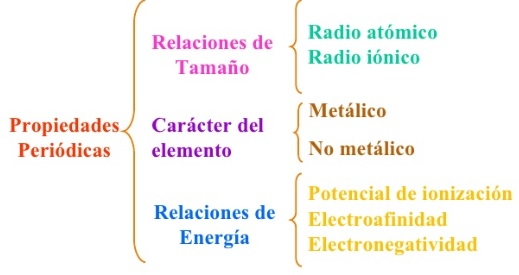 Propiedades
Periódicas
Relaciones de
Tamaño
Radio atómico
Radio iónico
Carácter del
elemento
Metálico
No metálico
Relaciones de
Energía
Potencial de ionización
Electroafinidad
Electronegatividad